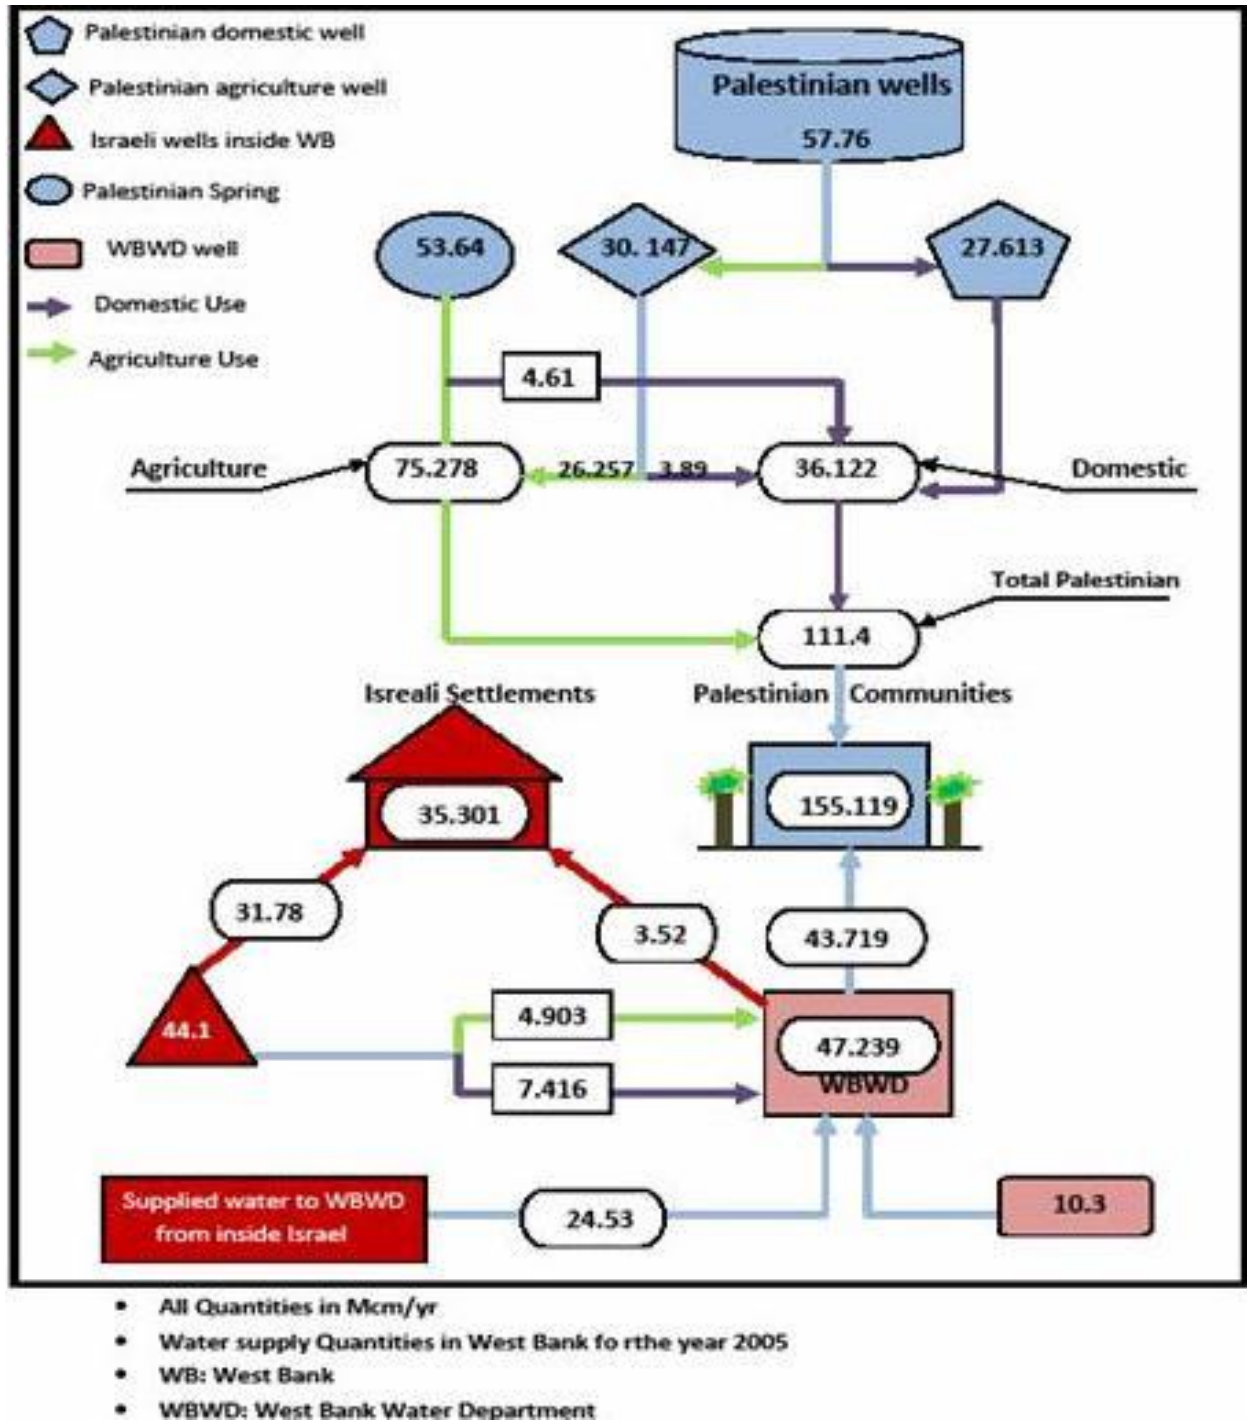 Palestinian domestic well
Palestinian agriculture well
Israeli wells inside WB
Palestinian Spring
WBWD well
Domestic Use
Agriculture Use
Palestinian wells
57.76
53.64
30. 147
27.613
4.61
Agriculture
75.278
26.257
3.89
36.122
Domestic
Total Palestinian
111.4
Isreali Settlements
Palestinian Communities
35.301
155.119
31.78
3.52
43.719
44.1
4.903
47.239
WBWD
7.416
Supplied water to WBWD
from inside Israel
24.53
10.3
• All Quantities in Mcm/yr
• Water supply Quantities in West Bank fo rthe year 2005
• WB: West Bank
• WBWD: West Bank Water Department